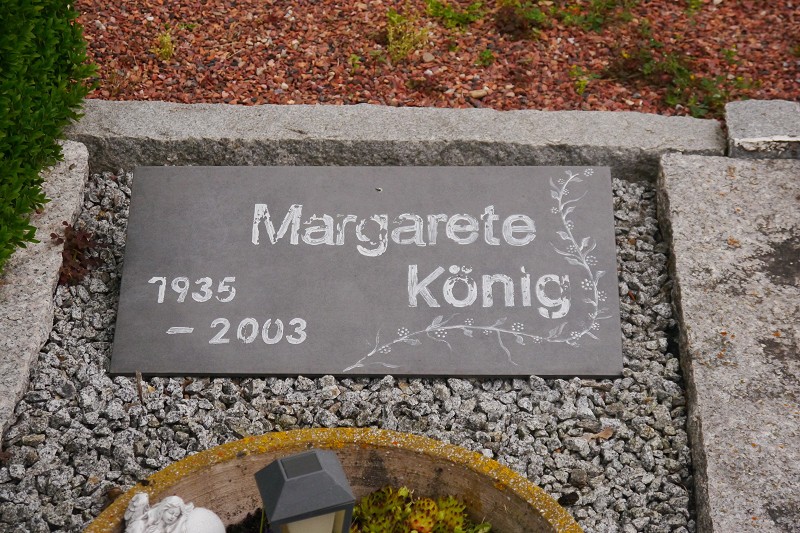 Margarete
König
1935
– 2003